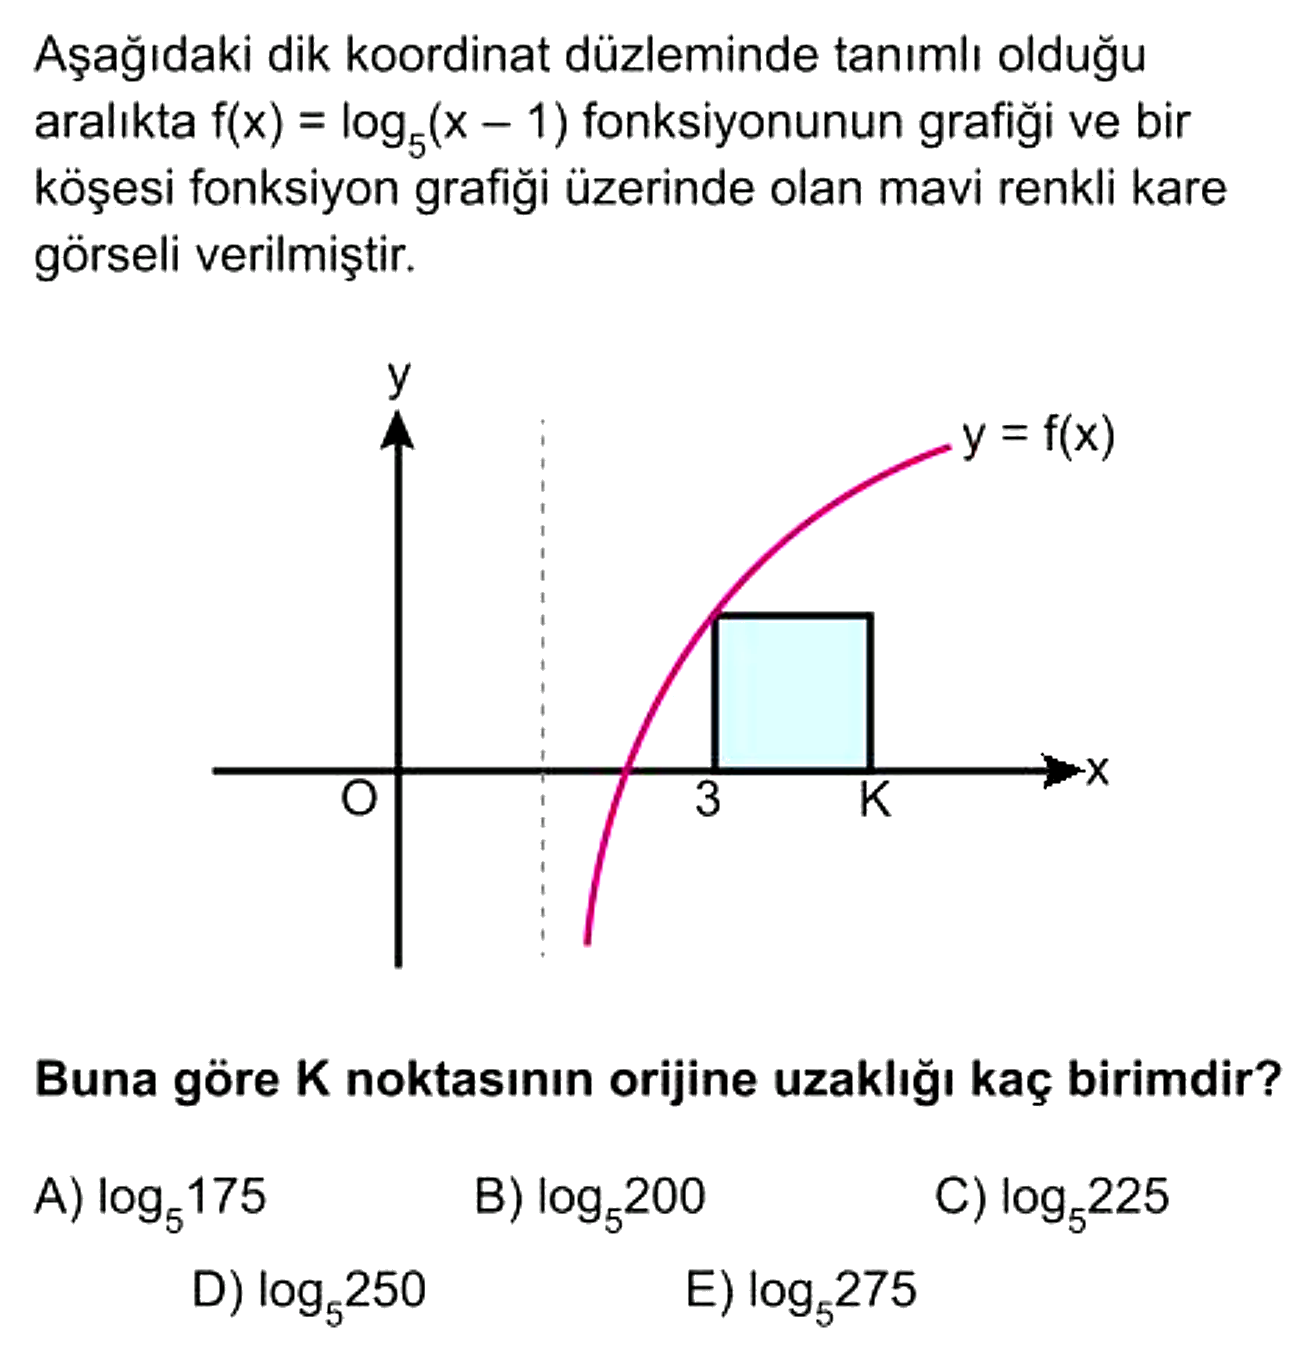 Aşağıdaki dik koordinat düzleminde tanımlı olduğu
aralıkta f(x) = log₅(x – 1) fonksiyonunun grafiği ve bir
köşesi fonksiyon grafiği üzerinde olan mavi renkli kare
görseli verilmiştir.
y
y = f(x)
O
3
K
x
Buna göre K noktasının orijine uzaklığı kaç birimdir?
A) log₅175 B) log₅200 C) log₅225
D) log₅250 E) log₅275